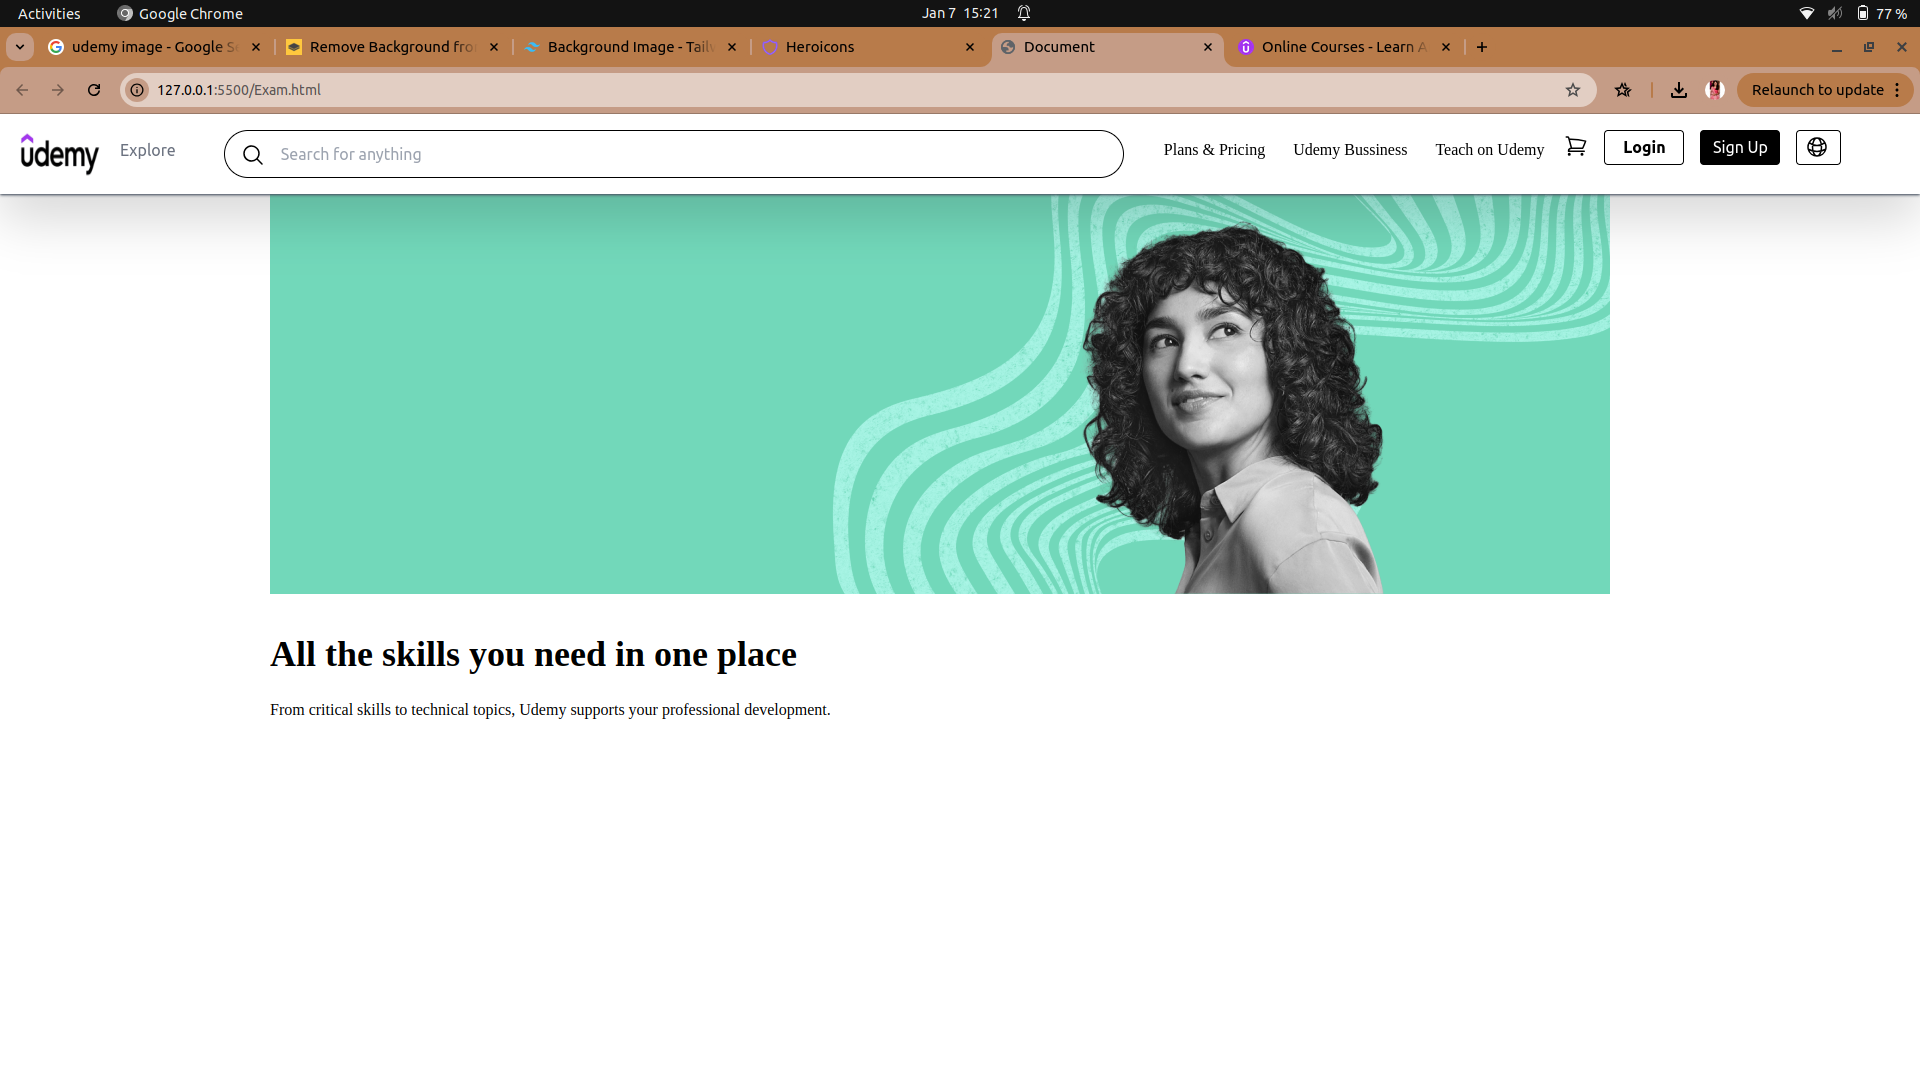 Activities Google Chrome Jan 7 15:21 77 %
udemy image - Google S Remove Background fro Background Image - Tail Heroicons Document Online Courses - Learn A
127.0.0.1:5500/Exam.html Relaunch to update
udemy Explore Search for anything Plans & Pricing Udemy Bussiness Teach on Udemy Login Sign Up
All the skills you need in one place
From critical skills to technical topics, Udemy supports your professional development.